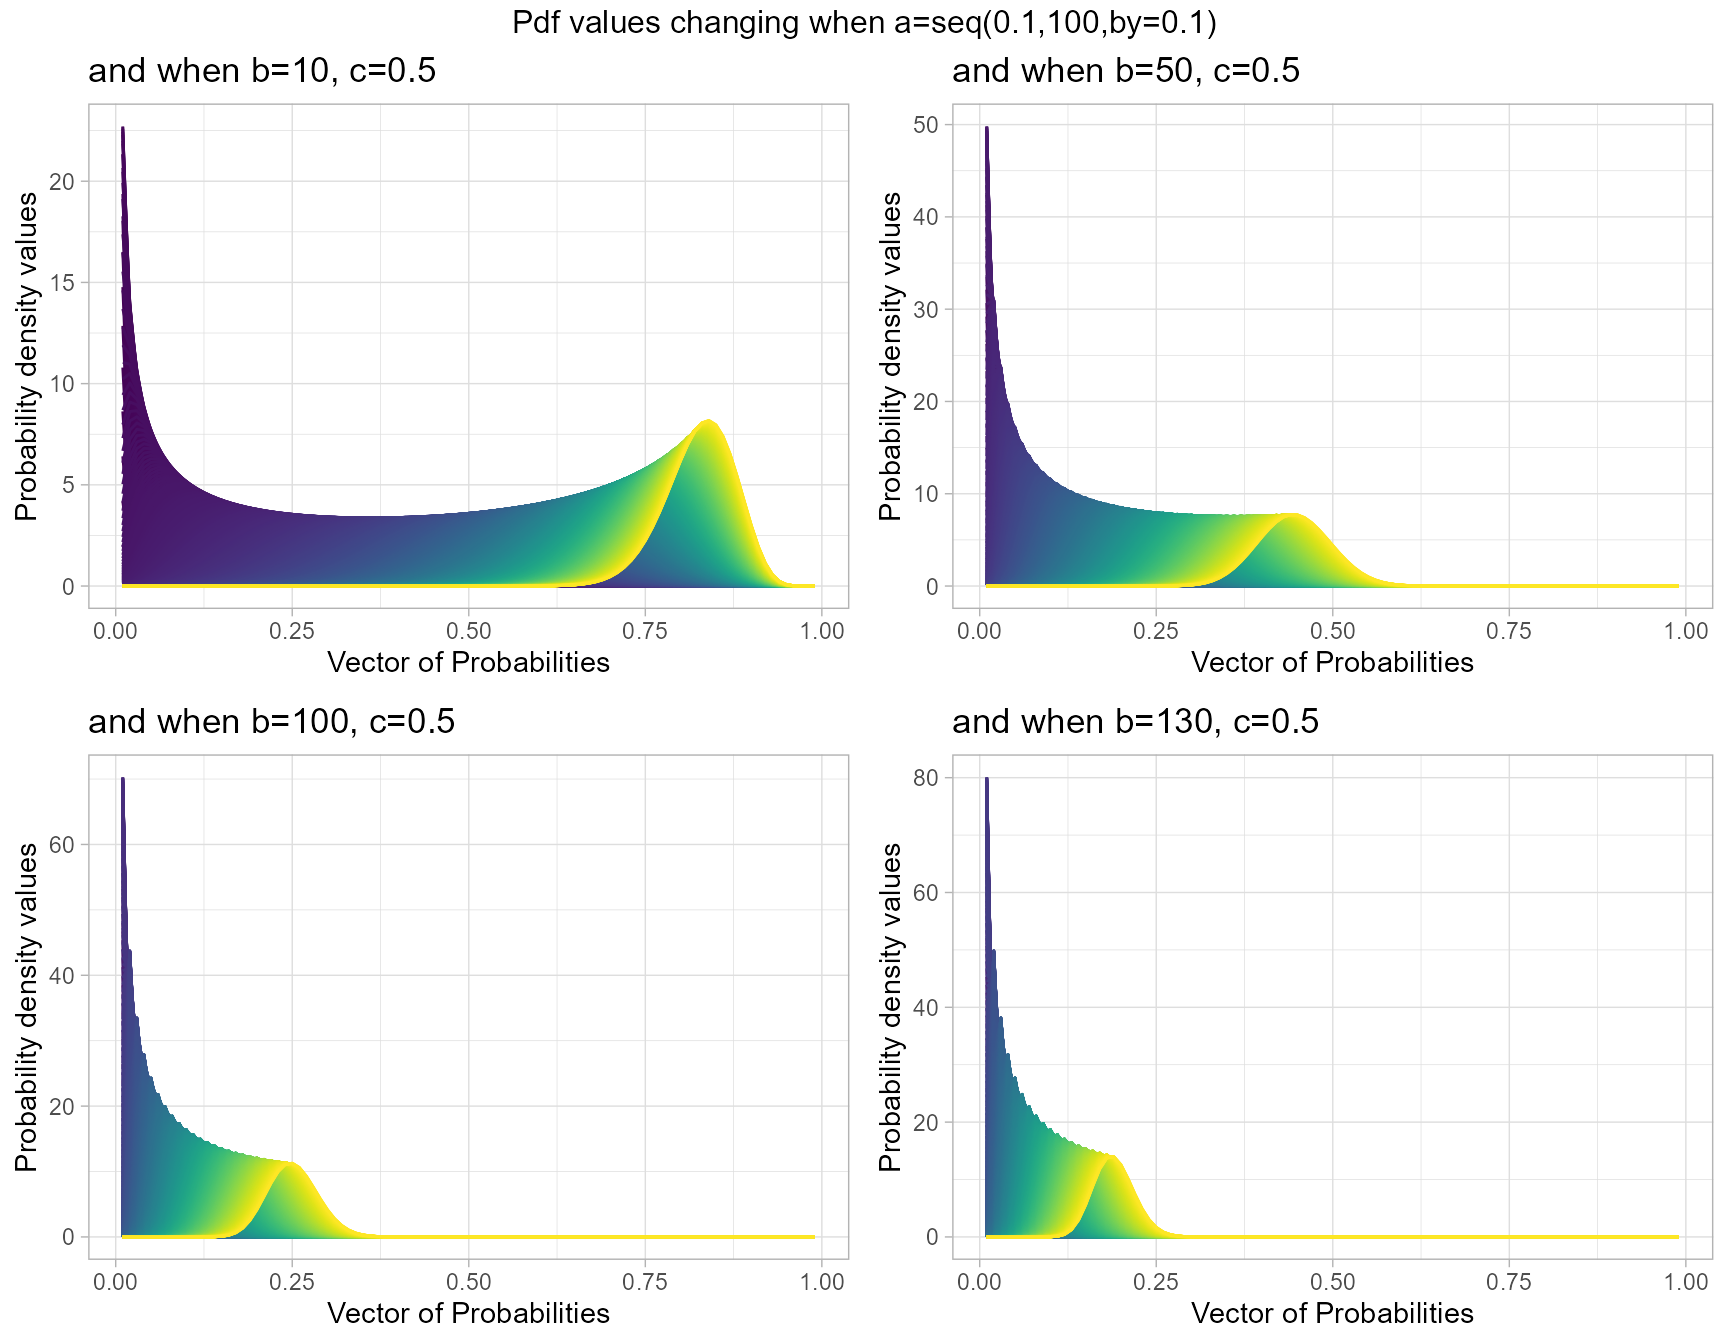 Pdf values changing when a=seq(0.1,100,by=0.1)
and when b=10, c=0.5
Probability density values
20
15
10
5
0
0.00 0.25 0.50 0.75 1.00
Vector of Probabilities
and when b=50, c=0.5
Probability density values
50
40
30
20
10
0
0.00 0.25 0.50 0.75 1.00
Vector of Probabilities
and when b=100, c=0.5
Probability density values
60
40
20
0
0.00 0.25 0.50 0.75 1.00
Vector of Probabilities
and when b=130, c=0.5
Probability density values
80
60
40
20
0
0.00 0.25 0.50 0.75 1.00
Vector of Probabilities